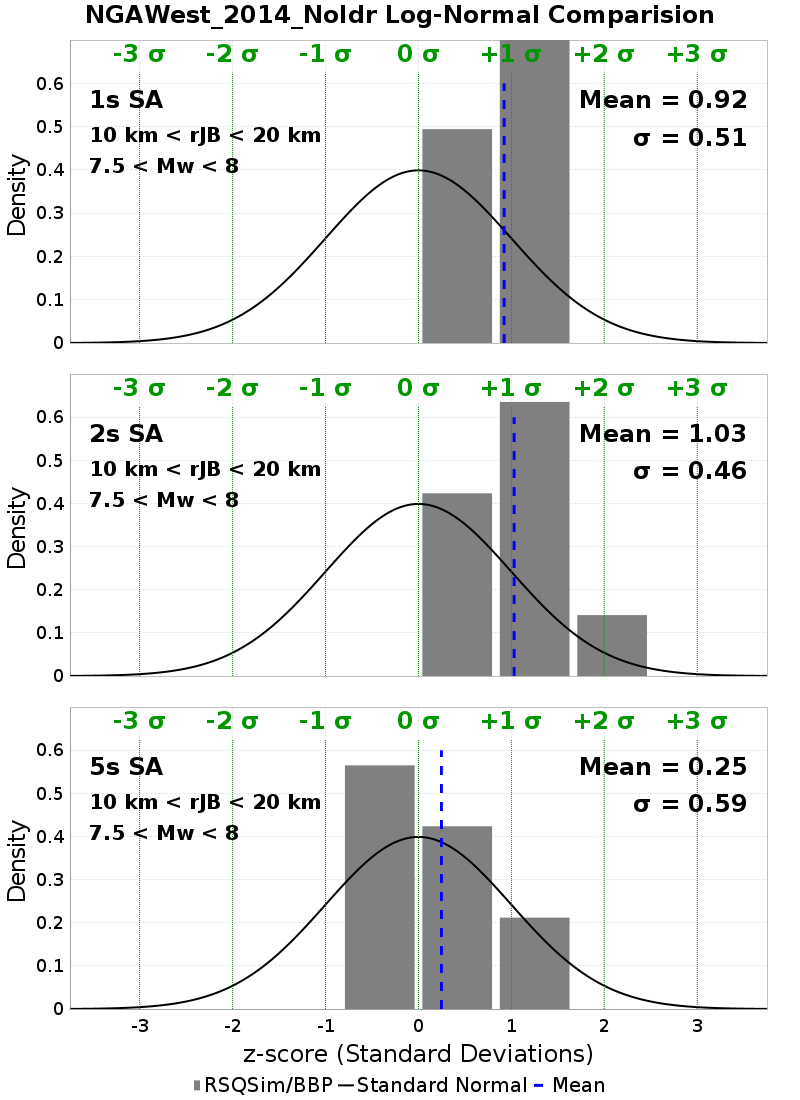 NGAWest_2014_NoIdr Log-Normal Comparision
-3 σ -2 σ -1 σ 0 σ +1 σ +2 σ +3 σ
1s SA
Mean = 0.92
10 km < rJB < 20 km
σ = 0.51
7.5 < Mw < 8
Density
0.6
0.5
0.4
0.3
0.2
0.1
0
-3 σ -2 σ -1 σ 0 σ +1 σ +2 σ +3 σ
2s SA
Mean = 1.03
10 km < rJB < 20 km
σ = 0.46
7.5 < Mw < 8
Density
0.6
0.5
0.4
0.3
0.2
0.1
0
-3 σ -2 σ -1 σ 0 σ +1 σ +2 σ +3 σ
5s SA
Mean = 0.25
10 km < rJB < 20 km
σ = 0.59
7.5 < Mw < 8
Density
0.6
0.5
0.4
0.3
0.2
0.1
0
-3 -2 -1 0 1 2 3
z-score (Standard Deviations)
RSQSim/BBP Standard Normal Mean